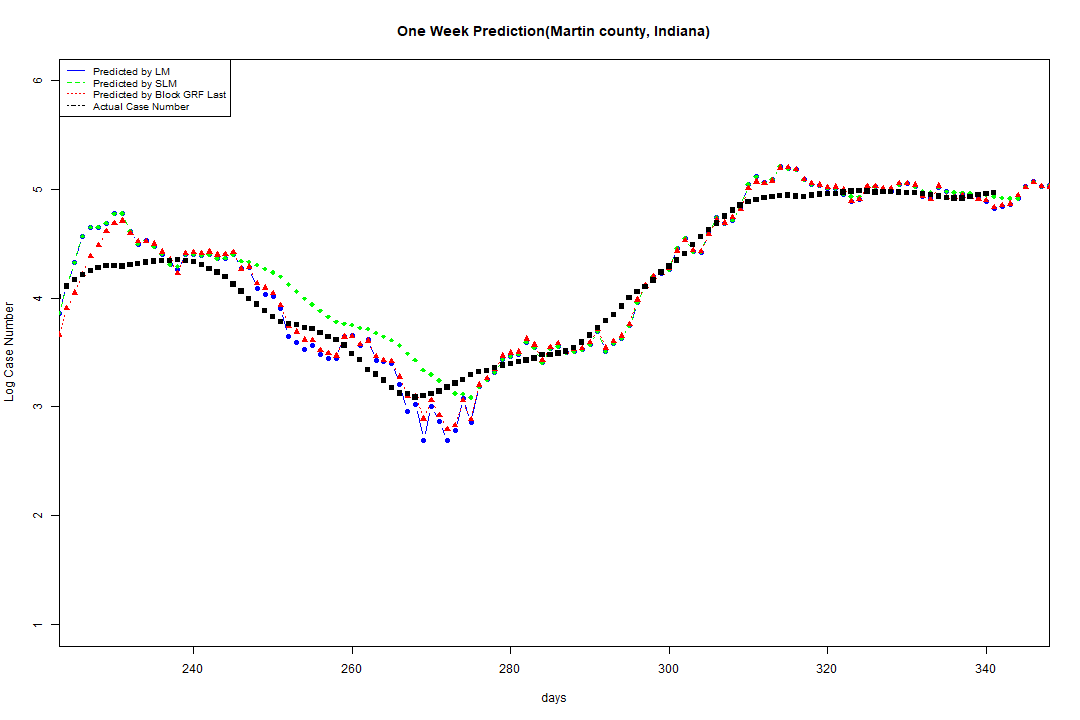 One Week Prediction(Martin county, Indiana)
Predicted by LM
Predicted by SLM
Predicted by Block GRF Last
Actual Case Number
6
5
4
3
2
1
Log Case Number
240 260 280 300 320 340
days